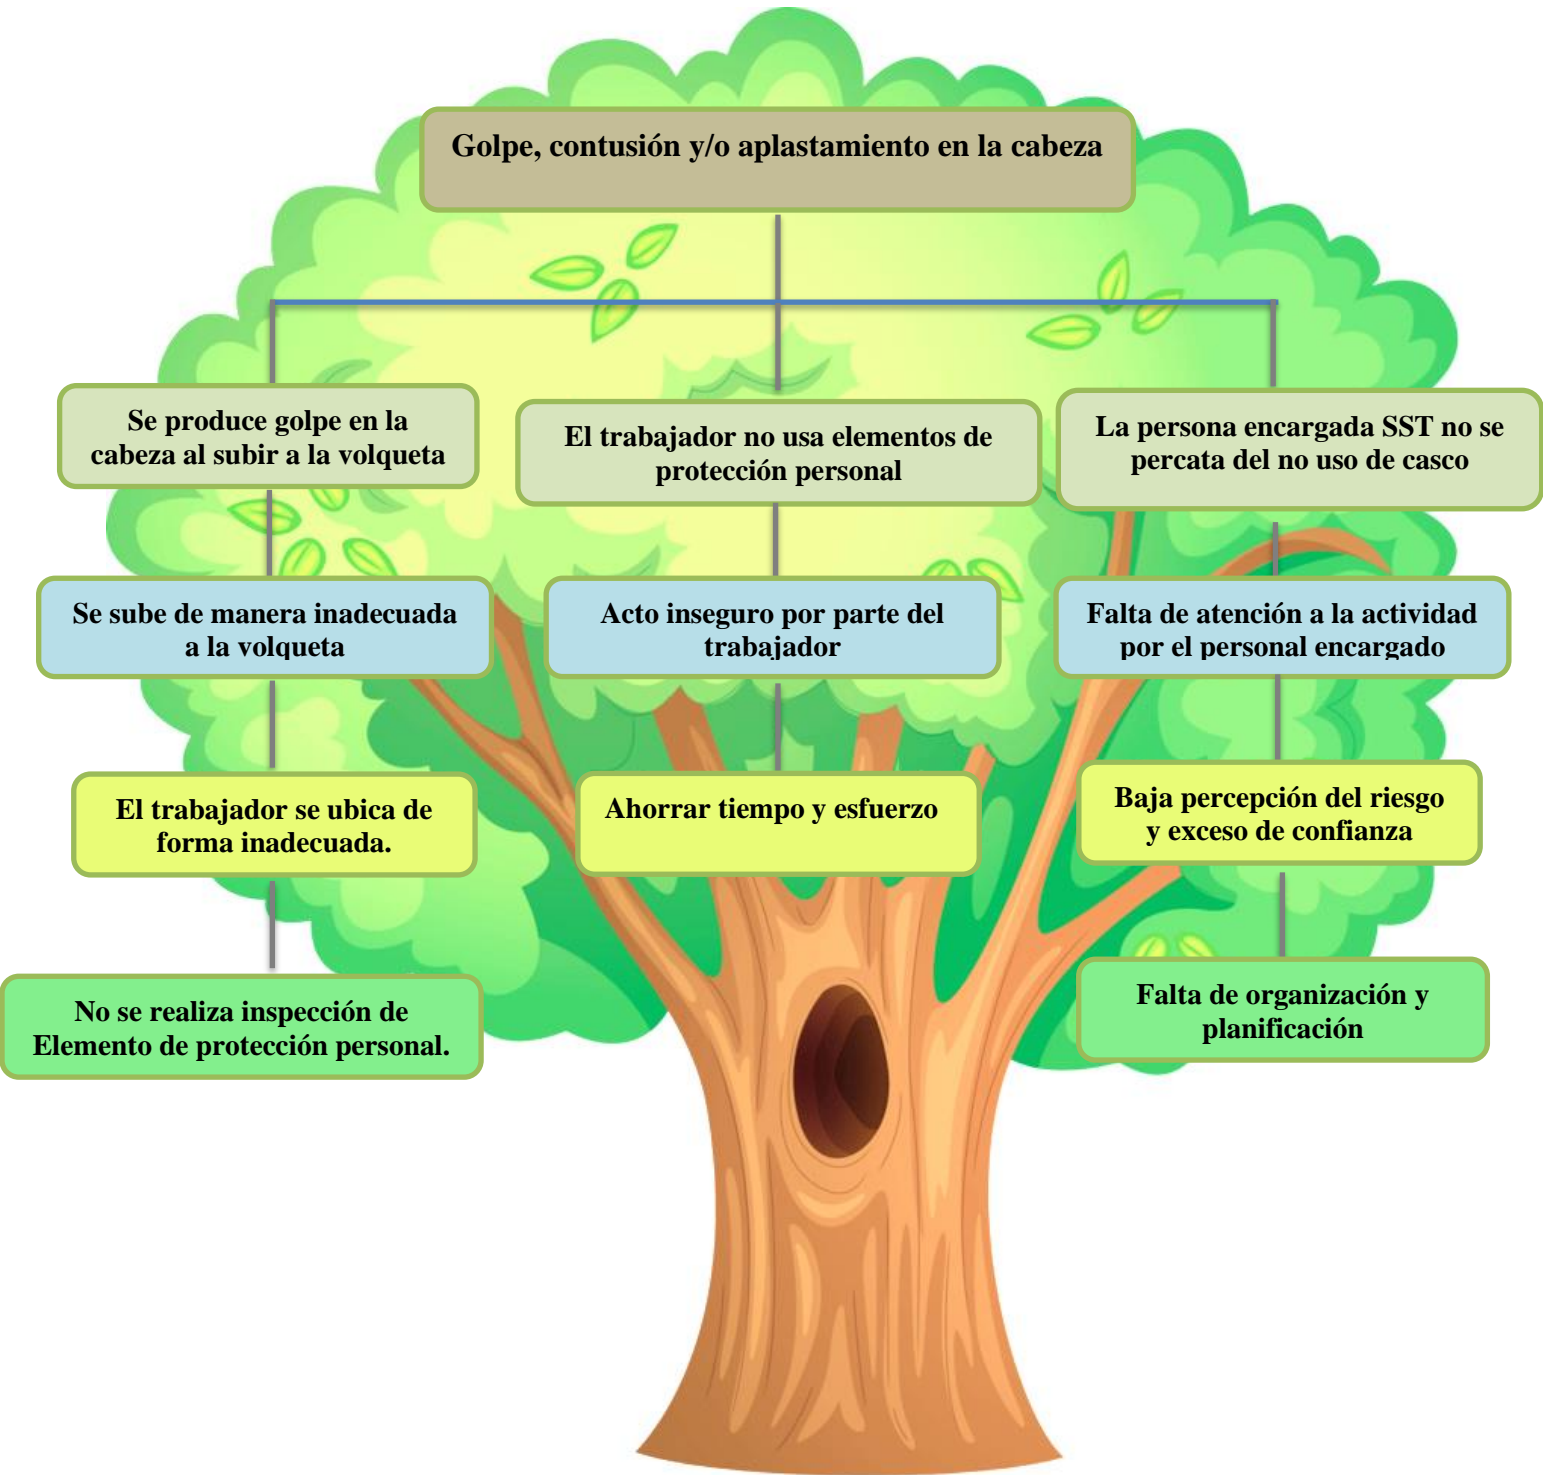 Golpe, contusión y/o aplastamiento en la cabeza
Se produce golpe en la
cabeza al subir a la volqueta
El trabajador no usa elementos de
protección personal
La persona encargada SST no se
percata del no uso de casco
Se sube de manera inadecuada
a la volqueta
Acto inseguro por parte del
trabajador
Falta de atención a la actividad
por el personal encargado
El trabajador se ubica de
forma inadecuada.
Ahorrar tiempo y esfuerzo
Baja percepción del riesgo
y exceso de confianza
No se realiza inspección de
Elemento de protección personal.
Falta de organización y
planificación